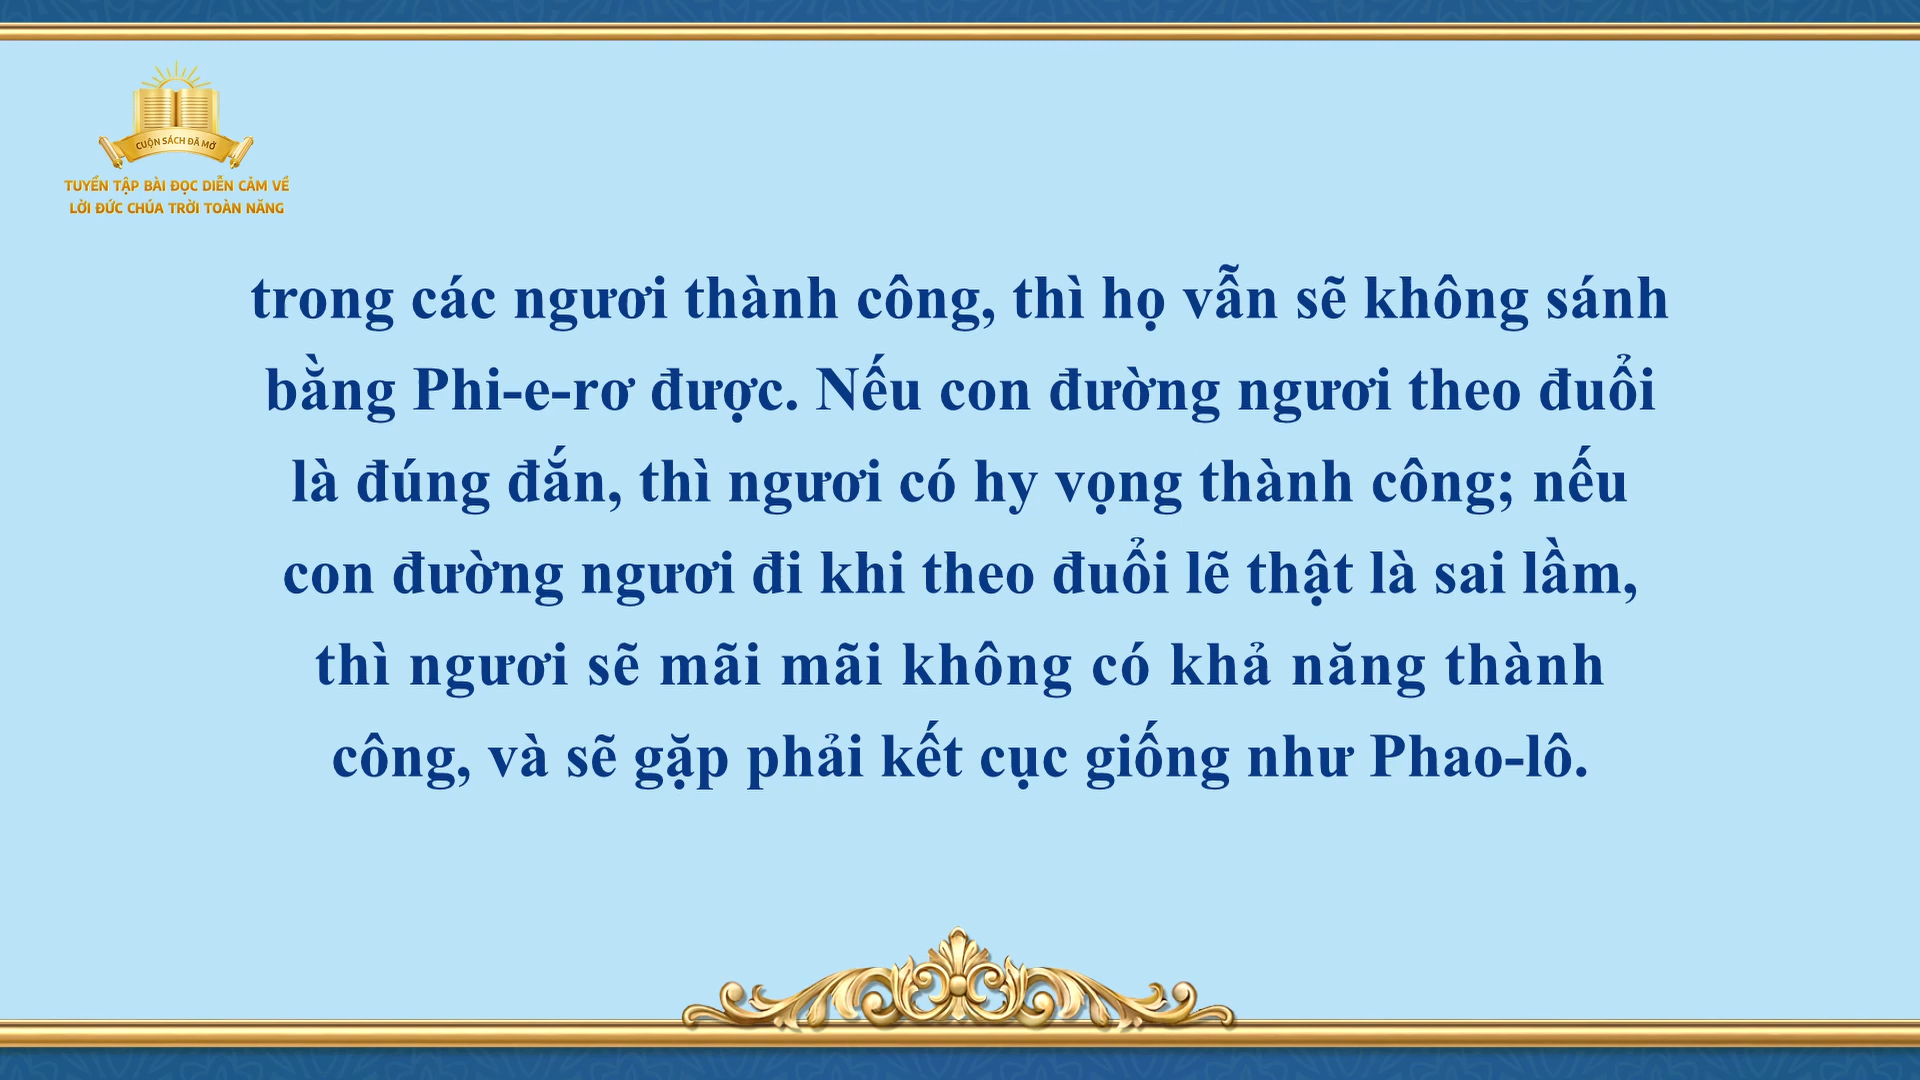 CUỘN SÁCH ĐÃ MỞ
TUYỂN TẬP BÀI ĐỌC DIỄN CẢM VỀ
LỜI ĐỨC CHÚA TRỜI TOÀN NĂNG
trong các ngươi thành công, thì họ vẫn sẽ không sánh
bằng Phi-e-rơ được. Nếu con đường ngươi theo đuổi
là đúng đắn, thì ngươi có hy vọng thành công; nếu
con đường ngươi đi khi theo đuổi lẽ thật là sai lầm,
thì ngươi sẽ mãi mãi không có khả năng thành
công, và sẽ gặp phải kết cục giống như Phao-lô.